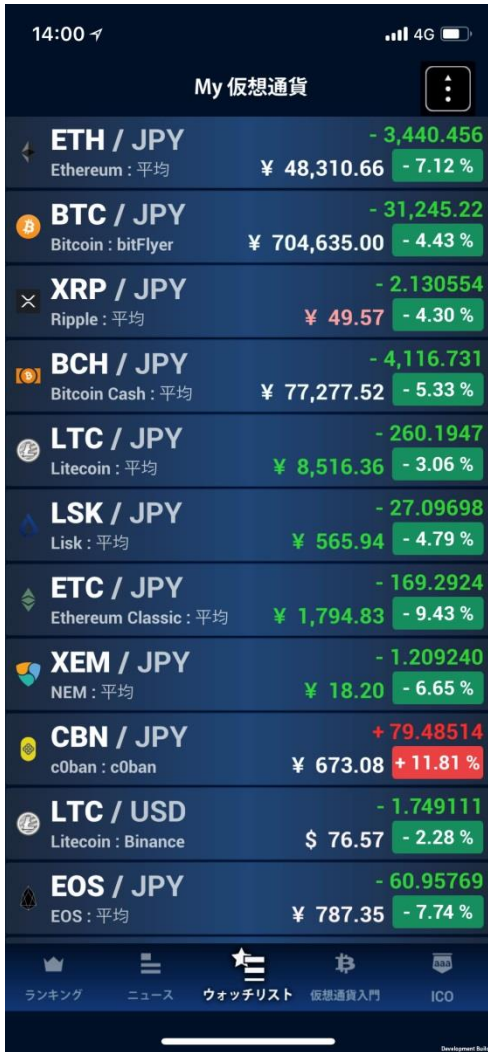 14:00
4G
My 仮想通貨
ETH / JPY - 3,440.456
Ethereum : 平均 ¥ 48,310.66 - 7.12 %
BTC / JPY - 31,245.22
Bitcoin : bitFlyer ¥ 704,635.00 - 4.43 %
XRP / JPY - 2.130554
Ripple : 平均 ¥ 49.57 - 4.30 %
BCH / JPY - 4,116.731
Bitcoin Cash : 平均 ¥ 77,277.52 - 5.33 %
LTC / JPY - 260.1947
Litecoin : 平均 ¥ 8,516.36 - 3.06 %
LSK / JPY - 27.09698
Lisk : 平均 ¥ 565.94 - 4.79 %
ETC / JPY - 169.2924
Ethereum Classic : 平均 ¥ 1,794.83 - 9.43 %
XEM / JPY - 1.209240
NEM : 平均 ¥ 18.20 - 6.65 %
CBN / JPY + 79.48514
c0ban : c0ban ¥ 673.08 + 11.81 %
LTC / USD - 1.749111
Litecoin : Binance $ 76.57 - 2.28 %
EOS / JPY - 60.95769
EOS : 平均 ¥ 787.35 - 7.74 %
aaa
ランキング ニュース ウォッチリスト 仮想通貨入門 ICO
Development Build